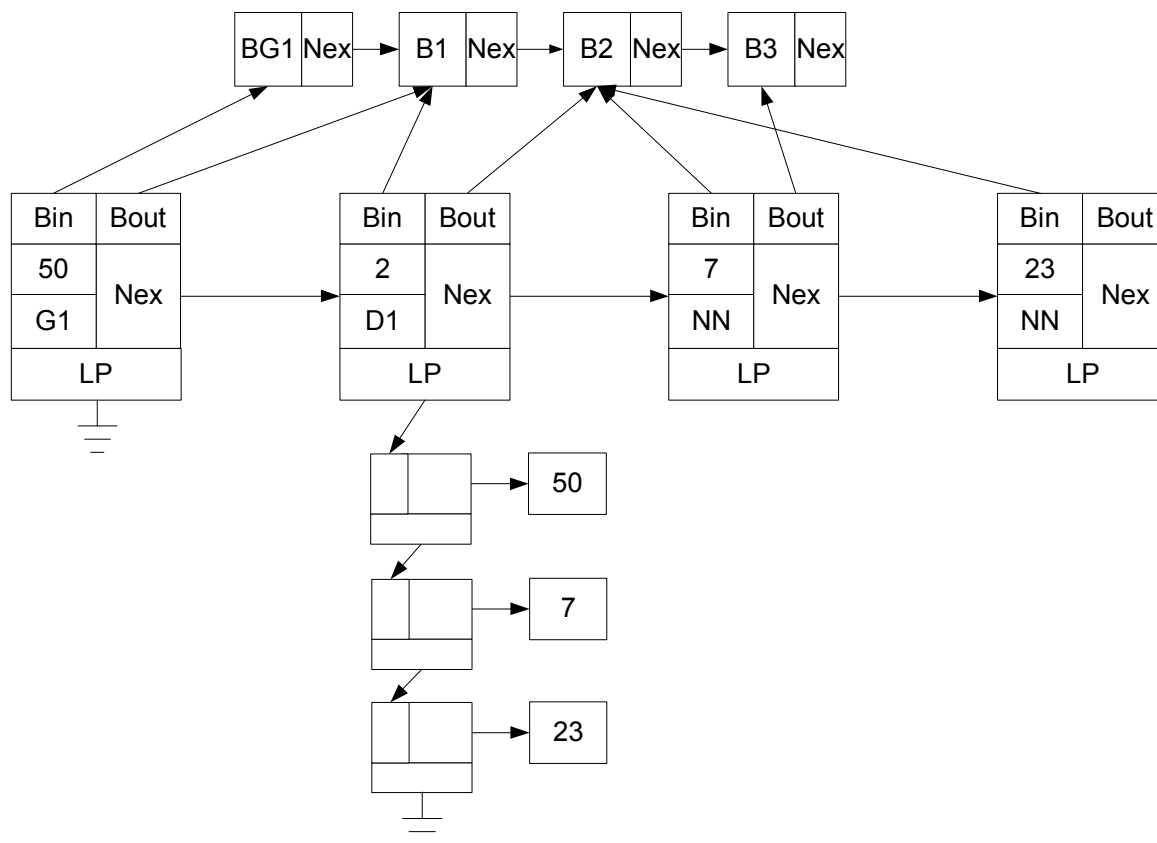 BG1 Nex B1 Nex B2 Nex B3 Nex
Bin Bout Bin Bout Bin Bout Bin Bout
50 2 7 23
Nex Nex Nex Nex
G1 D1 NN NN
LP LP LP LP
50
7
23